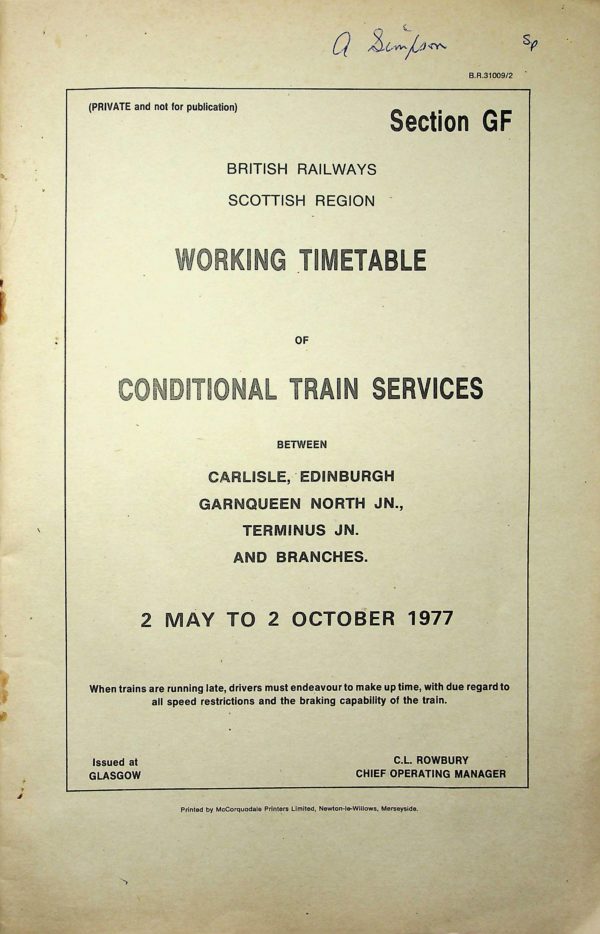 A Simpson Sp
B.R.31009/2
(PRIVATE and not for publication)
Section GF
BRITISH RAILWAYS
SCOTTISH REGION
WORKING TIMETABLE
OF
CONDITIONAL TRAIN SERVICES
BETWEEN
CARLISLE, EDINBURGH
GARNQUEEN NORTH JN.,
TERMINUS JN.
AND BRANCHES.
2 MAY TO 2 OCTOBER 1977
When trains are running late, drivers must endeavour to make up time, with due regard to
all speed restrictions and the braking capability of the train.
Issued at
GLASGOW
C.L. ROWBURY
CHIEF OPERATING MANAGER
Printed by McCorquodale Printers Limited, Newton-le-Willows, Merseyside.